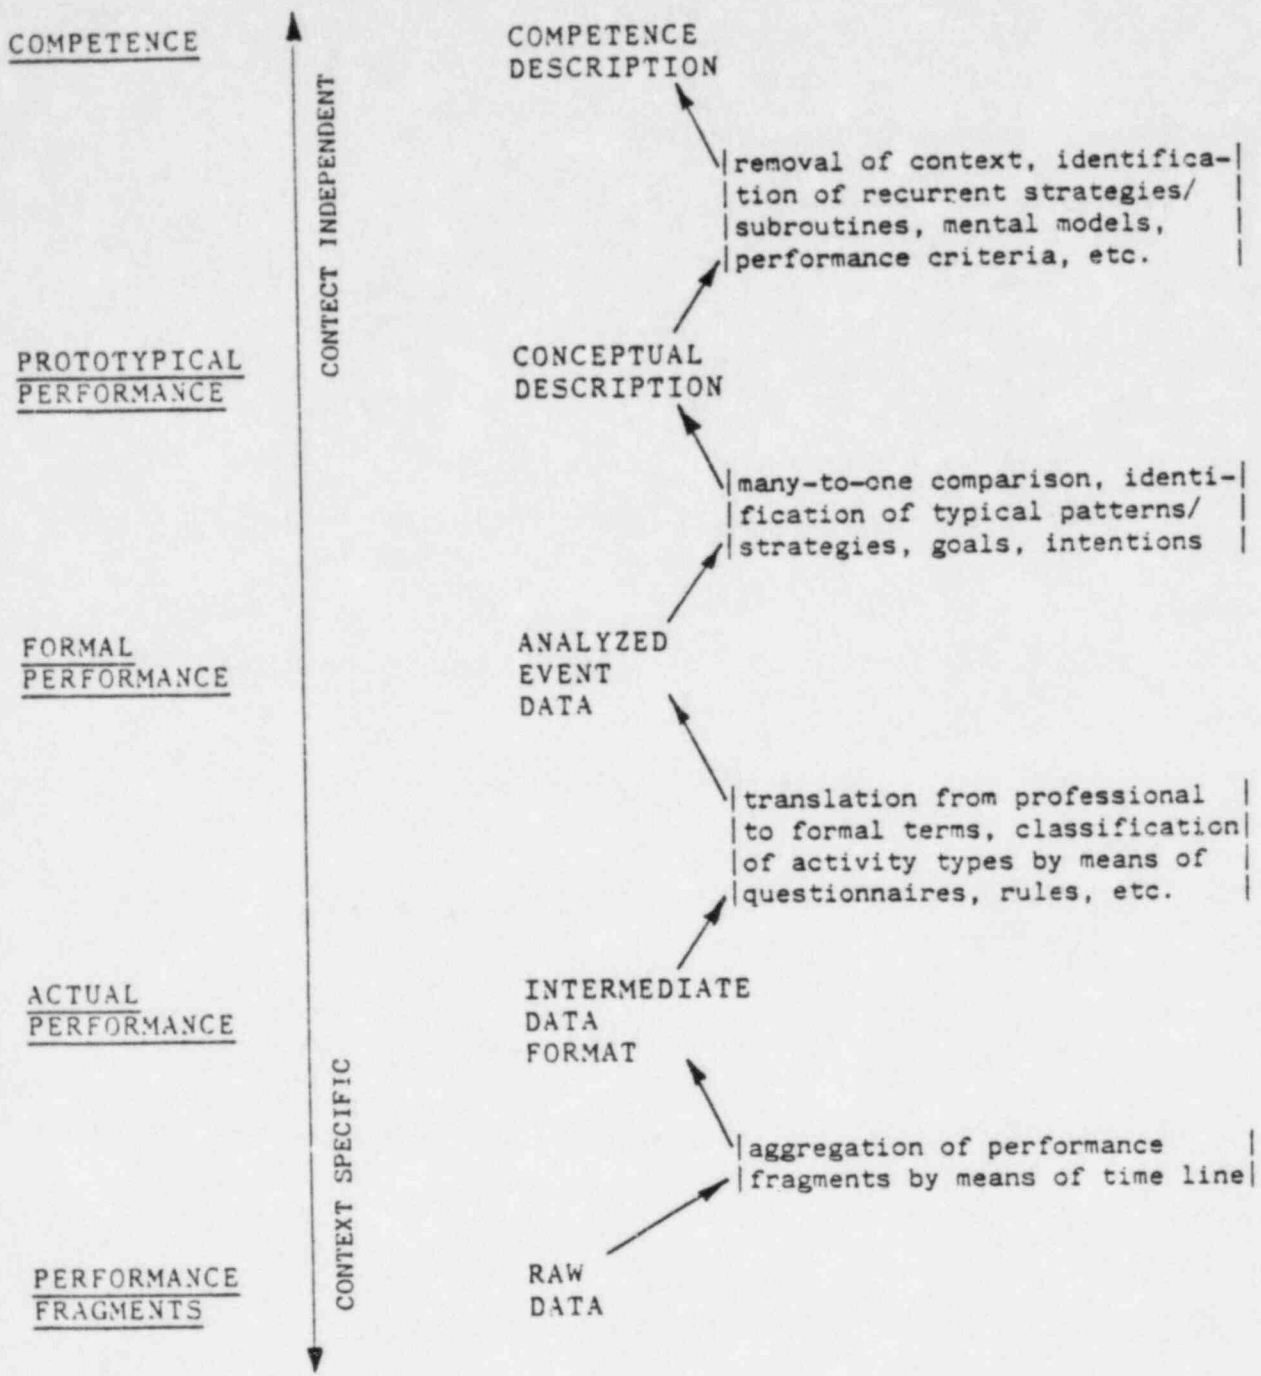 COMPETENCE
COMPETENCE
DESCRIPTION
CONTECT INDEPENDENT
|removal of context, identifica-|
|tion of recurrent strategies/ |
|subroutines, mental models, |
|performance criteria, etc. |
PROTOTYPICAL
PERFORMANCE
CONCEPTUAL
DESCRIPTION
|many-to-one comparison, identi-|
|fication of typical patterns/ |
|strategies, goals, intentions |
FORMAL
PERFORMANCE
ANALYZED
EVENT
DATA
|translation from professional |
|to formal terms, classification|
|of activity types by means of |
|questionnaires, rules, etc. |
ACTUAL
PERFORMANCE
INTERMEDIATE
DATA
FORMAT
CONTEXT SPECIFIC
|aggregation of performance |
|fragments by means of time line|
PERFORMANCE
FRAGMENTS
RAW
DATA